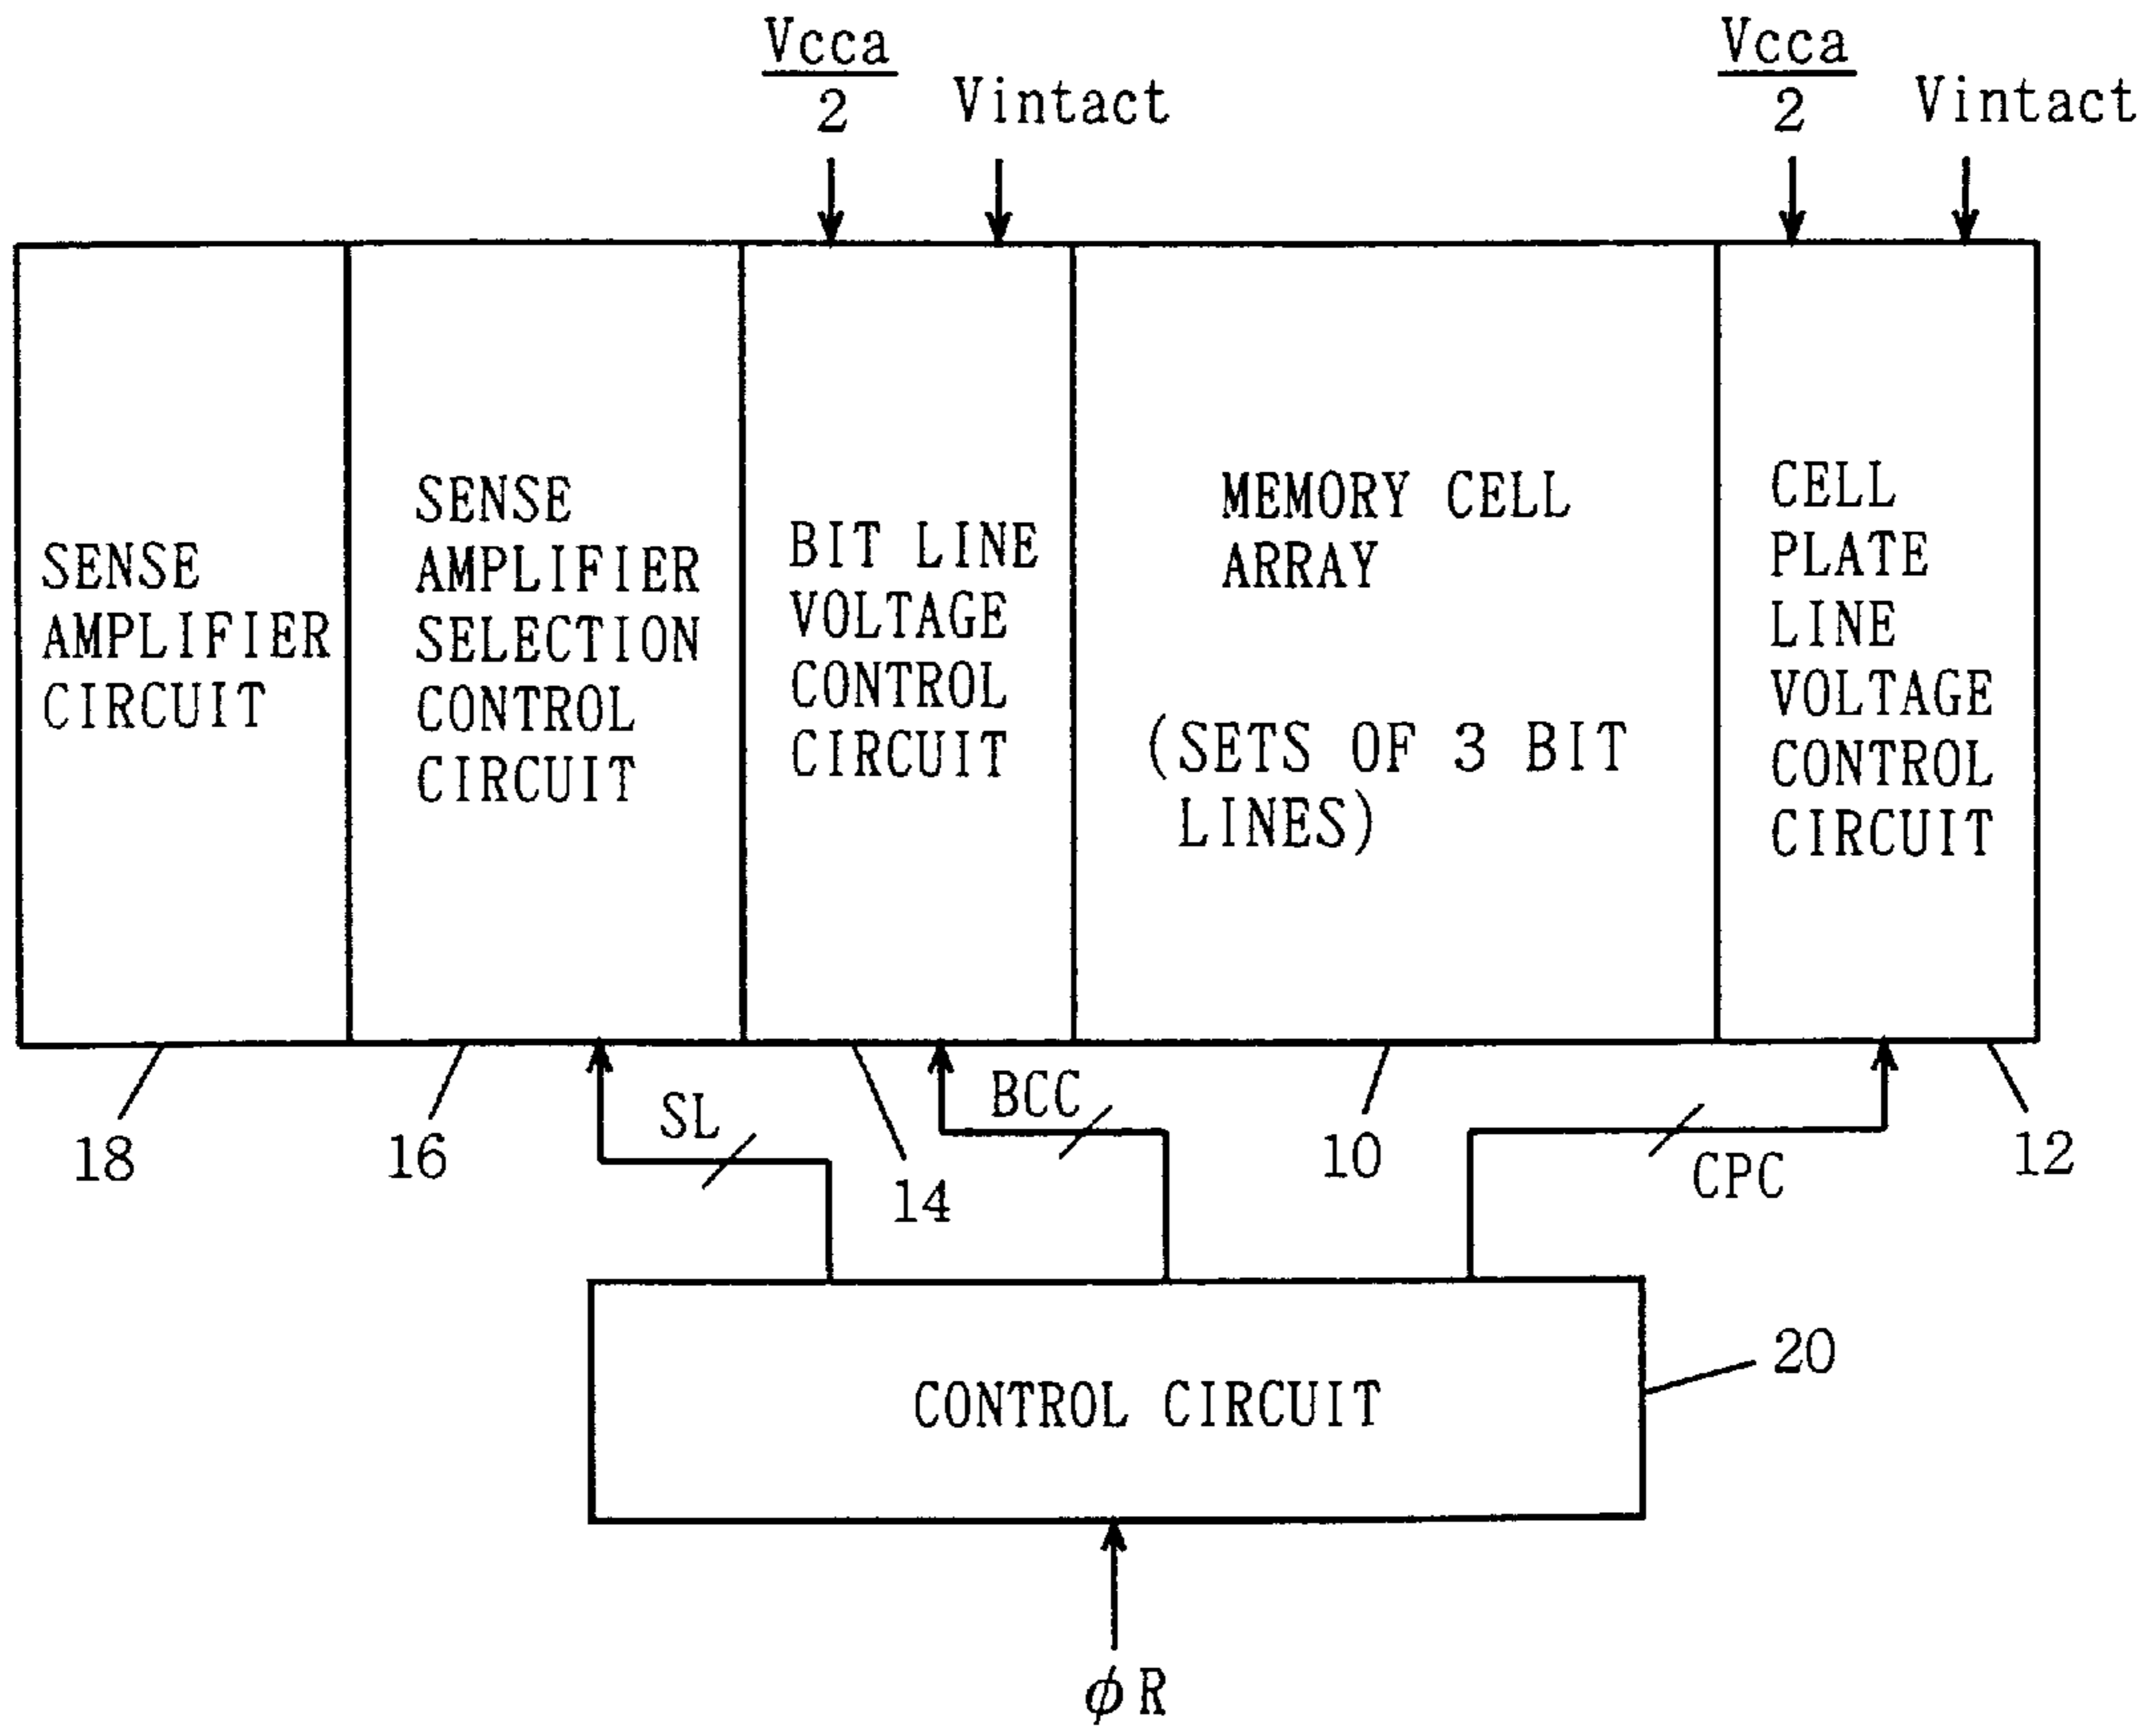 Vcca
2
Vintact
Vcca
2
Vintact
SENSE
AMPLIFIER
CIRCUIT
SENSE
AMPLIFIER
SELECTION
CONTROL
CIRCUIT
BIT LINE
VOLTAGE
CONTROL
CIRCUIT
MEMORY CELL
ARRAY
(SETS OF 3 BIT
LINES)
CELL
PLATE
LINE
VOLTAGE
CONTROL
CIRCUIT
18
16
SL
14
BCC
10
CPC
12
CONTROL CIRCUIT
20
φR